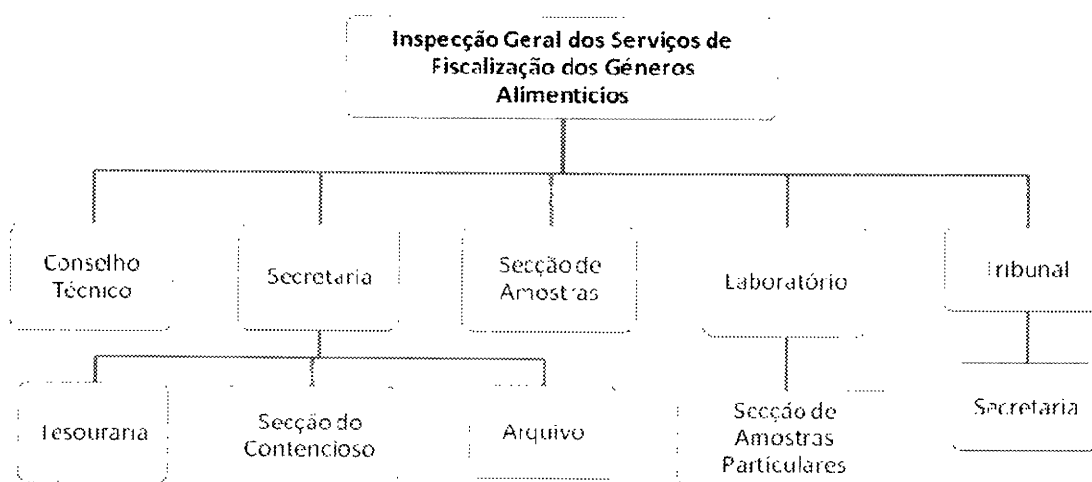 Inspecção Geral dos Serviços de
Fiscalização dos Géneros
Alimenticios
Conselho
Técnico
Secretaria
Secção de
Amostras
Laboratório
Tribunal
Tesouraria
Secção do
Contencioso
Arquivo
Secção de
Amostras
Particulares
Secretaria